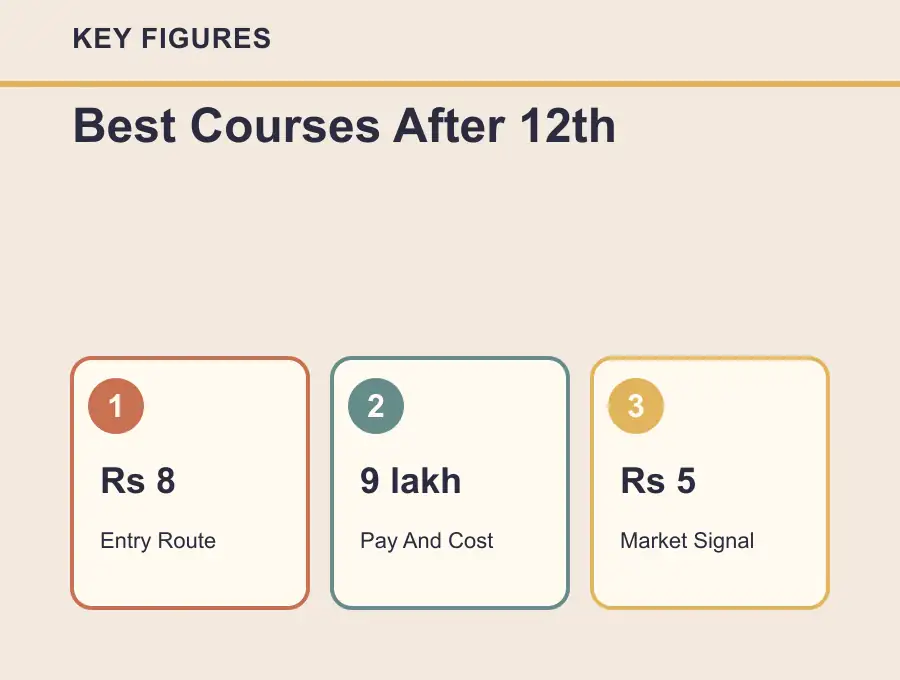 KEY FIGURES
Best Courses After 12th
1
Rs 8
Entry Route
2
9 lakh
Pay And Cost
3
Rs 5
Market Signal